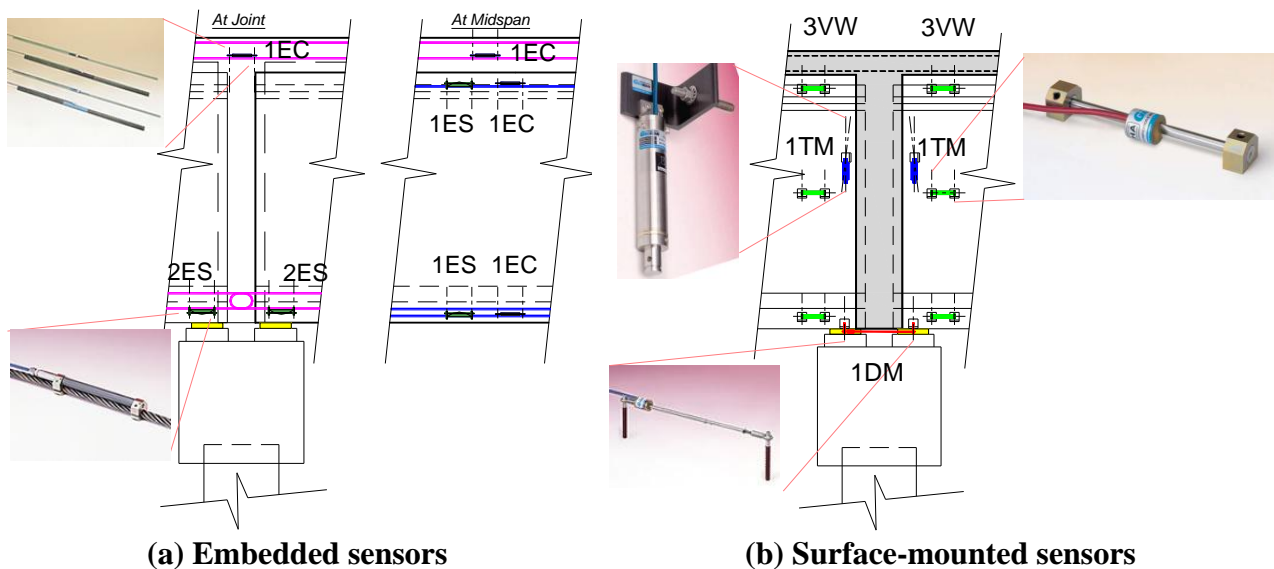 At Joint
At Midspan
1EC
1EC
1ES 1EC
2ES 2ES
1ES 1EC
3VW 3VW
1TM 1TM
1DM
(a) Embedded sensors
(b) Surface-mounted sensors